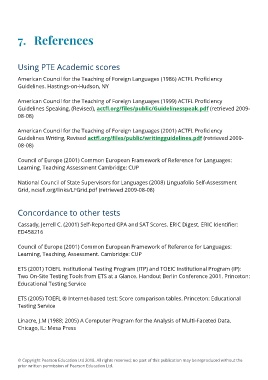 7. References
Using PTE Academic scores
American Council for the Teaching of Foreign Languages (1986) ACTFL Proficiency
Guidelines. Hastings-on-Hudson, NY
American Council for the Teaching of Foreign Languages (1999) ACTFL Proficiency
Guidelines Speaking, (Revised), actfl.org/files/public/Guidelinesspeak.pdf (retrieved 2009-
08-08)
American Council for the Teaching of Foreign Languages (2001) ACTFL Proficiency
Guidelines Writing, Revised actfl.org/files/public/writingguidelines.pdf (retrieved 2009-
08-08)
Council of Europe (2001) Common European Framework of Reference for Languages:
Learning, Teaching Assessment Cambridge: CUP
National Council of State Supervisors for Languages (2008) Linguafolio Self-Assessment
Grid, ncssfl.org/links/LFGrid.pdf (retrieved 2009-08-08)
Concordance to other tests
Cassady, Jerrell C. (2001) Self-Reported GPA and SAT Scores. ERIC Digest. ERIC Identifier:
ED458216
Council of Europe (2001) Common European Framework of Reference for Languages:
Learning, Teaching, Assessment. Cambridge: CUP
ETS (2001) TOEFL Institutional Testing Program (ITP) and TOEIC Institutional Program (IP):
Two On-Site Testing Tools from ETS at a Glance. Handout Berlin Conference 2001. Princeton:
Educational Testing Service
ETS (2005) TOEFL ® Internet-based test: Score comparison tables. Princeton: Educational
Testing Service
Linacre, J.M (1988; 2005) A Computer Program for the Analysis of Multi-Faceted Data.
Chicago, IL: Mesa Press
© Copyright Pearson Education Ltd 2018. All rights reserved; no part of this publication may be reproduced without the
prior written permission of Pearson Education Ltd.